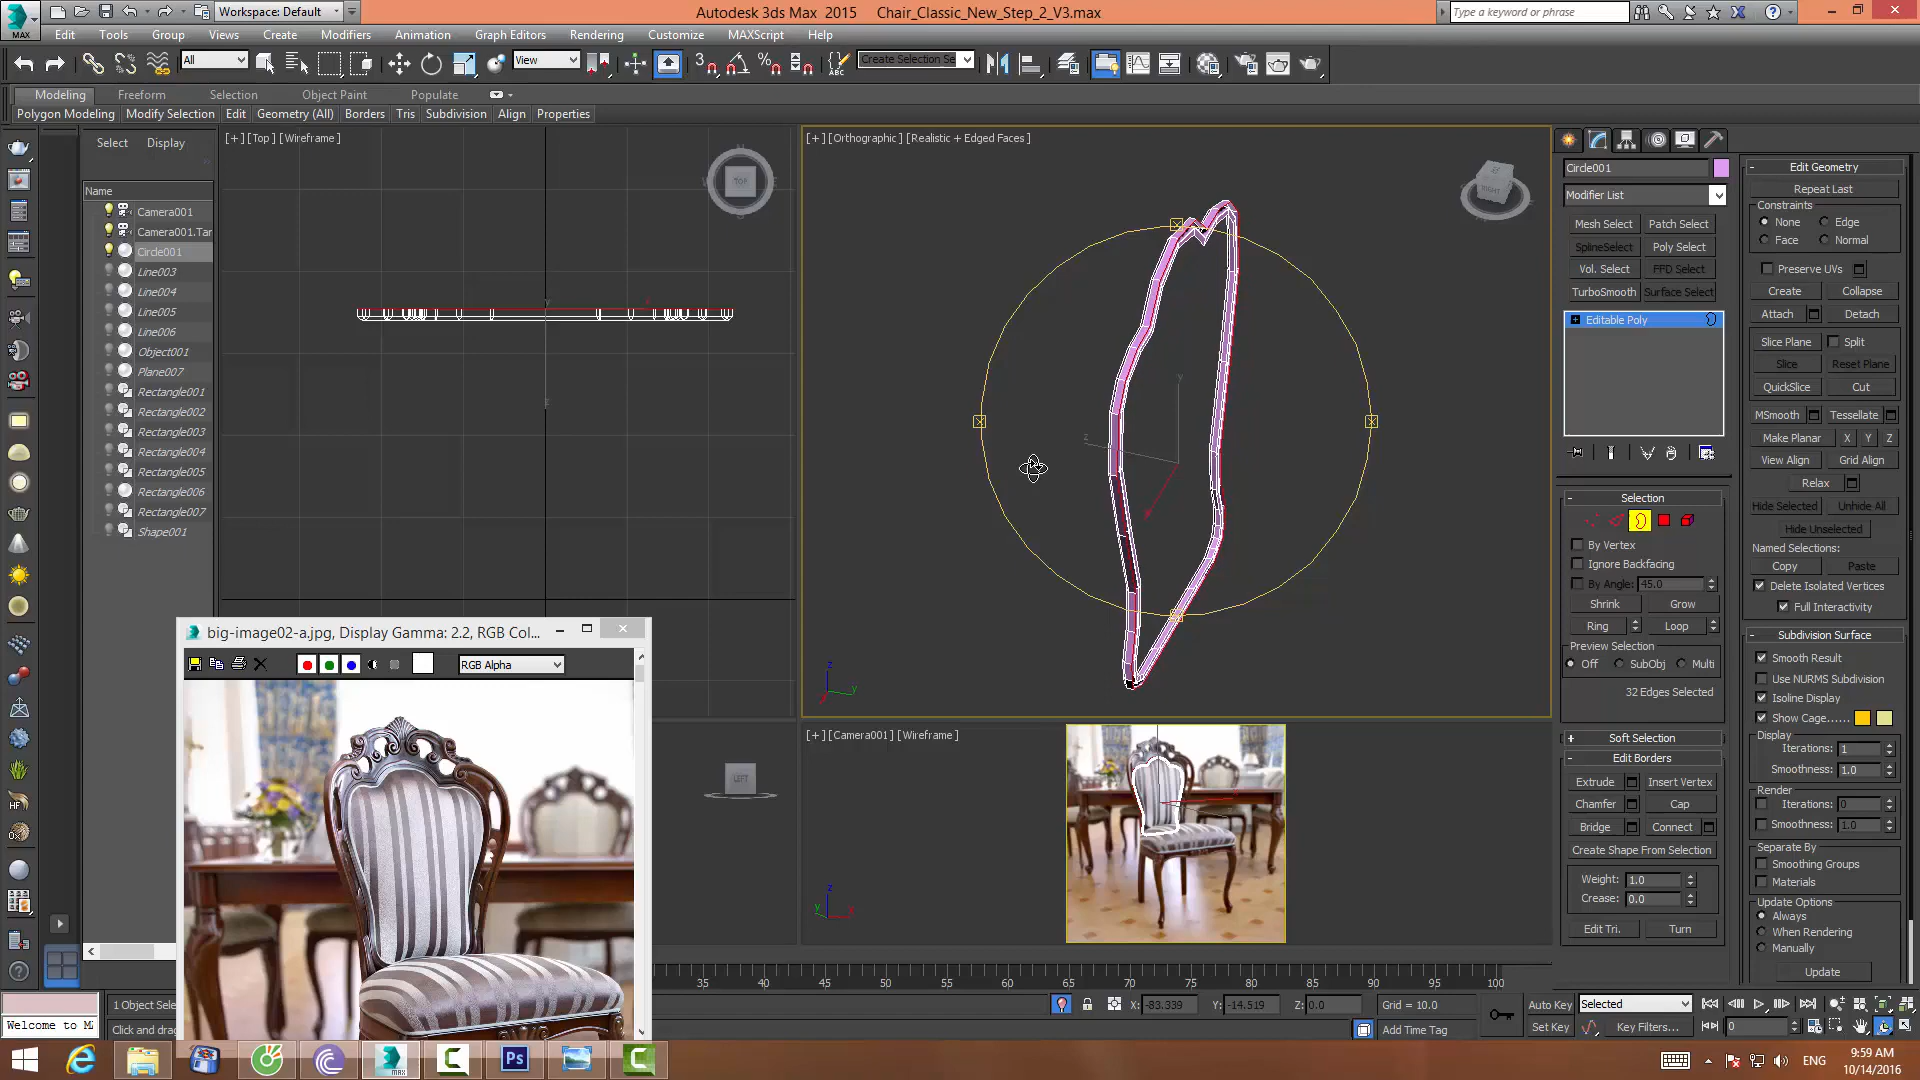 MAX
Workspace: Default
Autodesk 3ds Max 2015 Chair_Classic_New_Step_2_V3.max
Type a keyword or phrase
Edit Tools Group Views Create Modifiers Animation Graph Editors Rendering Customize MAXScript Help
All
View
Create Selection Se
Modeling Freeform Selection Object Paint Populate
Polygon Modeling Modify Selection Edit Geometry (All) Borders Tris Subdivision Align Properties
Select Display
Name
Camera001
Camera001.Tar
Circle001
Line003
Line004
Line005
Line006
Object001
Plane007
Rectangle001
Rectangle002
Rectangle003
Rectangle004
Rectangle005
Rectangle006
Rectangle007
Shape001
[+] [Top] [Wireframe]
TOP
[+] [Orthographic] [Realistic + Edged Faces]
RIGHT
LEFT
[+] [Camera001] [Wireframe]
big-image02-a.jpg, Display Gamma: 2.2, RGB Col...
RGB Alpha
Circle001
Modifier List
Mesh Select Patch Select
SplineSelect Poly Select
Vol. Select FFD Select
TurboSmooth Surface Select
Editable Poly
Selection
By Vertex
Ignore Backfacing
By Angle: 45.0
Shrink Grow
Ring Loop
Preview Selection
Off SubObj Multi
32 Edges Selected
Soft Selection
Edit Borders
Extrude Insert Vertex
Chamfer Cap
Bridge Connect
Create Shape From Selection
Weight: 1.0
Crease: 0.0
Edit Tri. Turn
Edit Geometry
Repeat Last
Constraints
None Edge
Face Normal
Preserve UVs
Create Collapse
Attach Detach
Slice Plane Split
Slice Reset Plane
QuickSlice Cut
MSmooth Tessellate
Make Planar X Y Z
View Align Grid Align
Relax
Hide Selected Unhide All
Hide Unselected
Named Selections:
Copy Paste
Delete Isolated Vertices
Full Interactivity
Subdivision Surface
Smooth Result
Use NURMS Subdivision
Isoline Display
Show Cage......
Display
Iterations: 1
Smoothness: 1.0
Render
Iterations: 0
Smoothness: 1.0
Separate By
Smoothing Groups
Materials
Update Options
Always
When Rendering
Manually
Update
35 40 45 50 55 60 65 70 75 80 85 90 95 100
Welcome to M
1 Object Sele
Click and drag
X: -83.339 Y: -14.519 Z: 0.0 Grid = 10.0
Add Time Tag
Auto Key Selected
Set Key Key Filters... 0
Ps
ENG
9:59 AM
10/14/2016